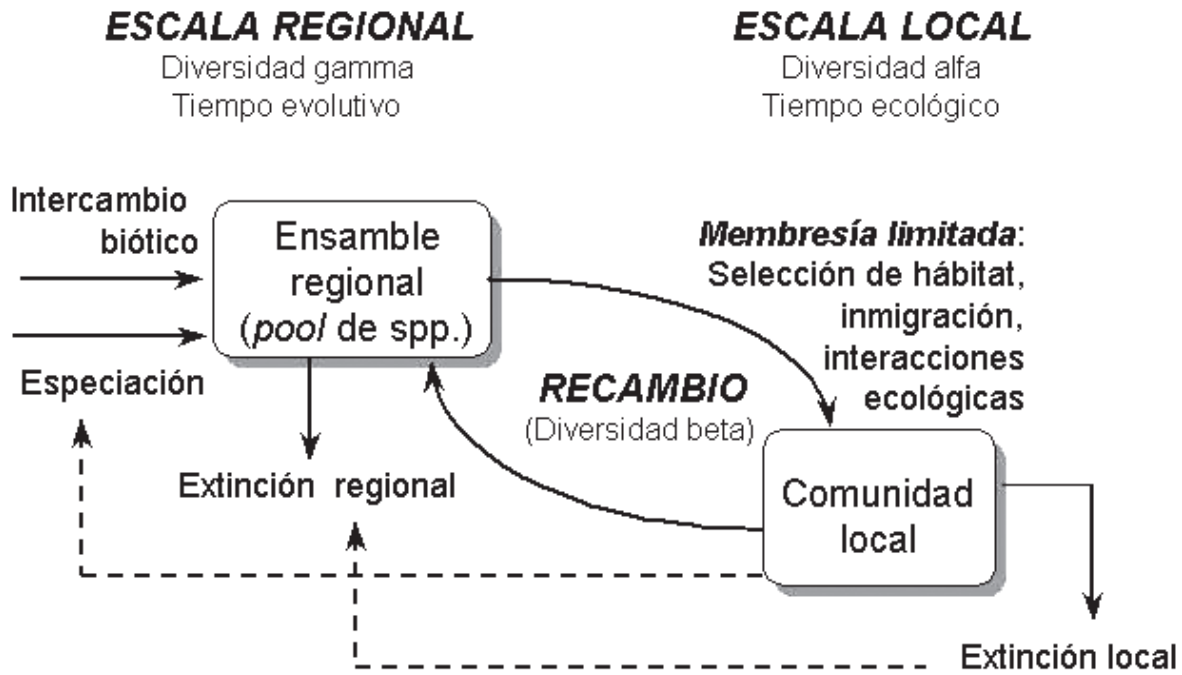 ESCALA REGIONAL
Diversidad gamma
Tiempo evolutivo
ESCALA LOCAL
Diversidad alfa
Tiempo ecológico
Intercambio
biótico
Especiación
Ensamble
regional
(pool de spp.)
Extinción regional
RECAMBIO
(Diversidad beta)
Membresía limitada:
Selección de hábitat,
inmigración,
interacciones
ecológicas
Comunidad
local
Extinción local